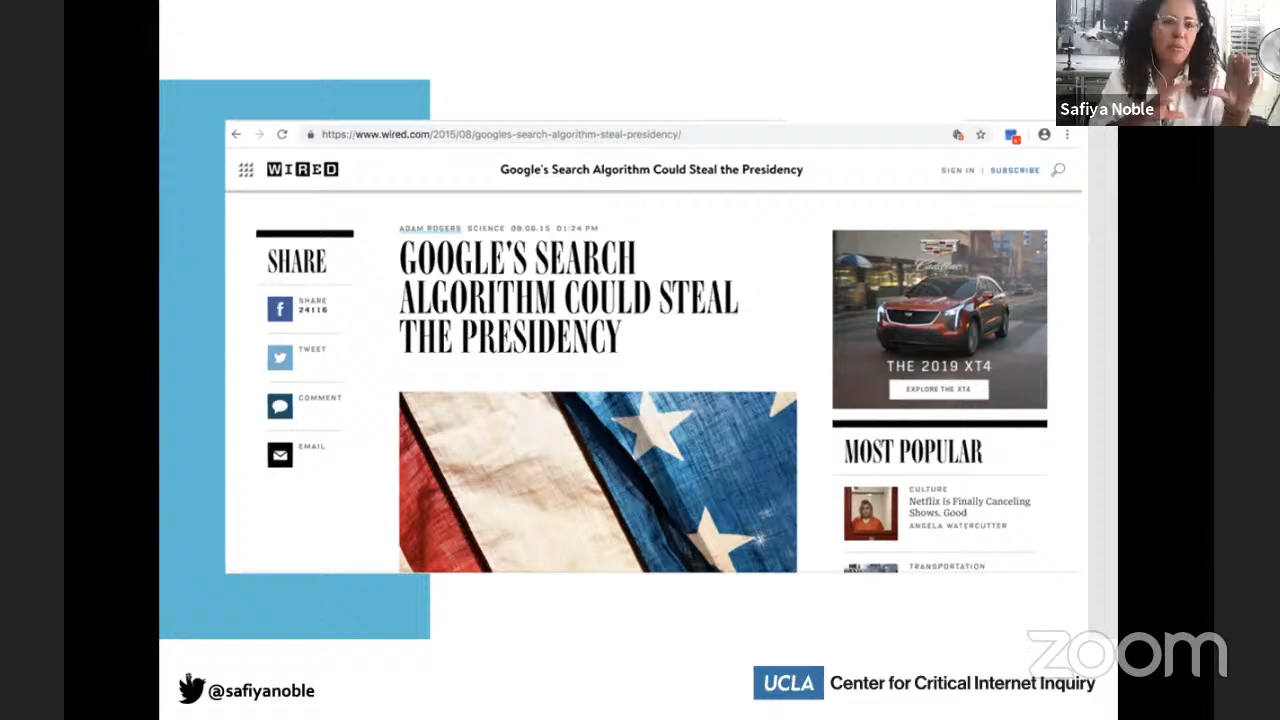 Safiya Noble
https://www.wired.com/2015/08/googles-search-algorithm-steal-presidency/
WIRED
Google's Search Algorithm Could Steal the Presidency
SIGN IN | SUBSCRIBE
SHARE
SHARE
24116
TWEET
COMMENT
EMAIL
ADAM ROGERS SCIENCE 08.06.15 01:24 PM
GOOGLE'S SEARCH
ALGORITHM COULD STEAL
THE PRESIDENCY
Cadillac
THE 2019 XT4
EXPLORE THE XT4
MOST POPULAR
CULTURE
Netflix Is Finally Canceling
Shows. Good
ANGELA WATERCUTTER
TRANSPORTATION
@safiyanoble
UCLA Center for Critical Internet Inquiry
zoom